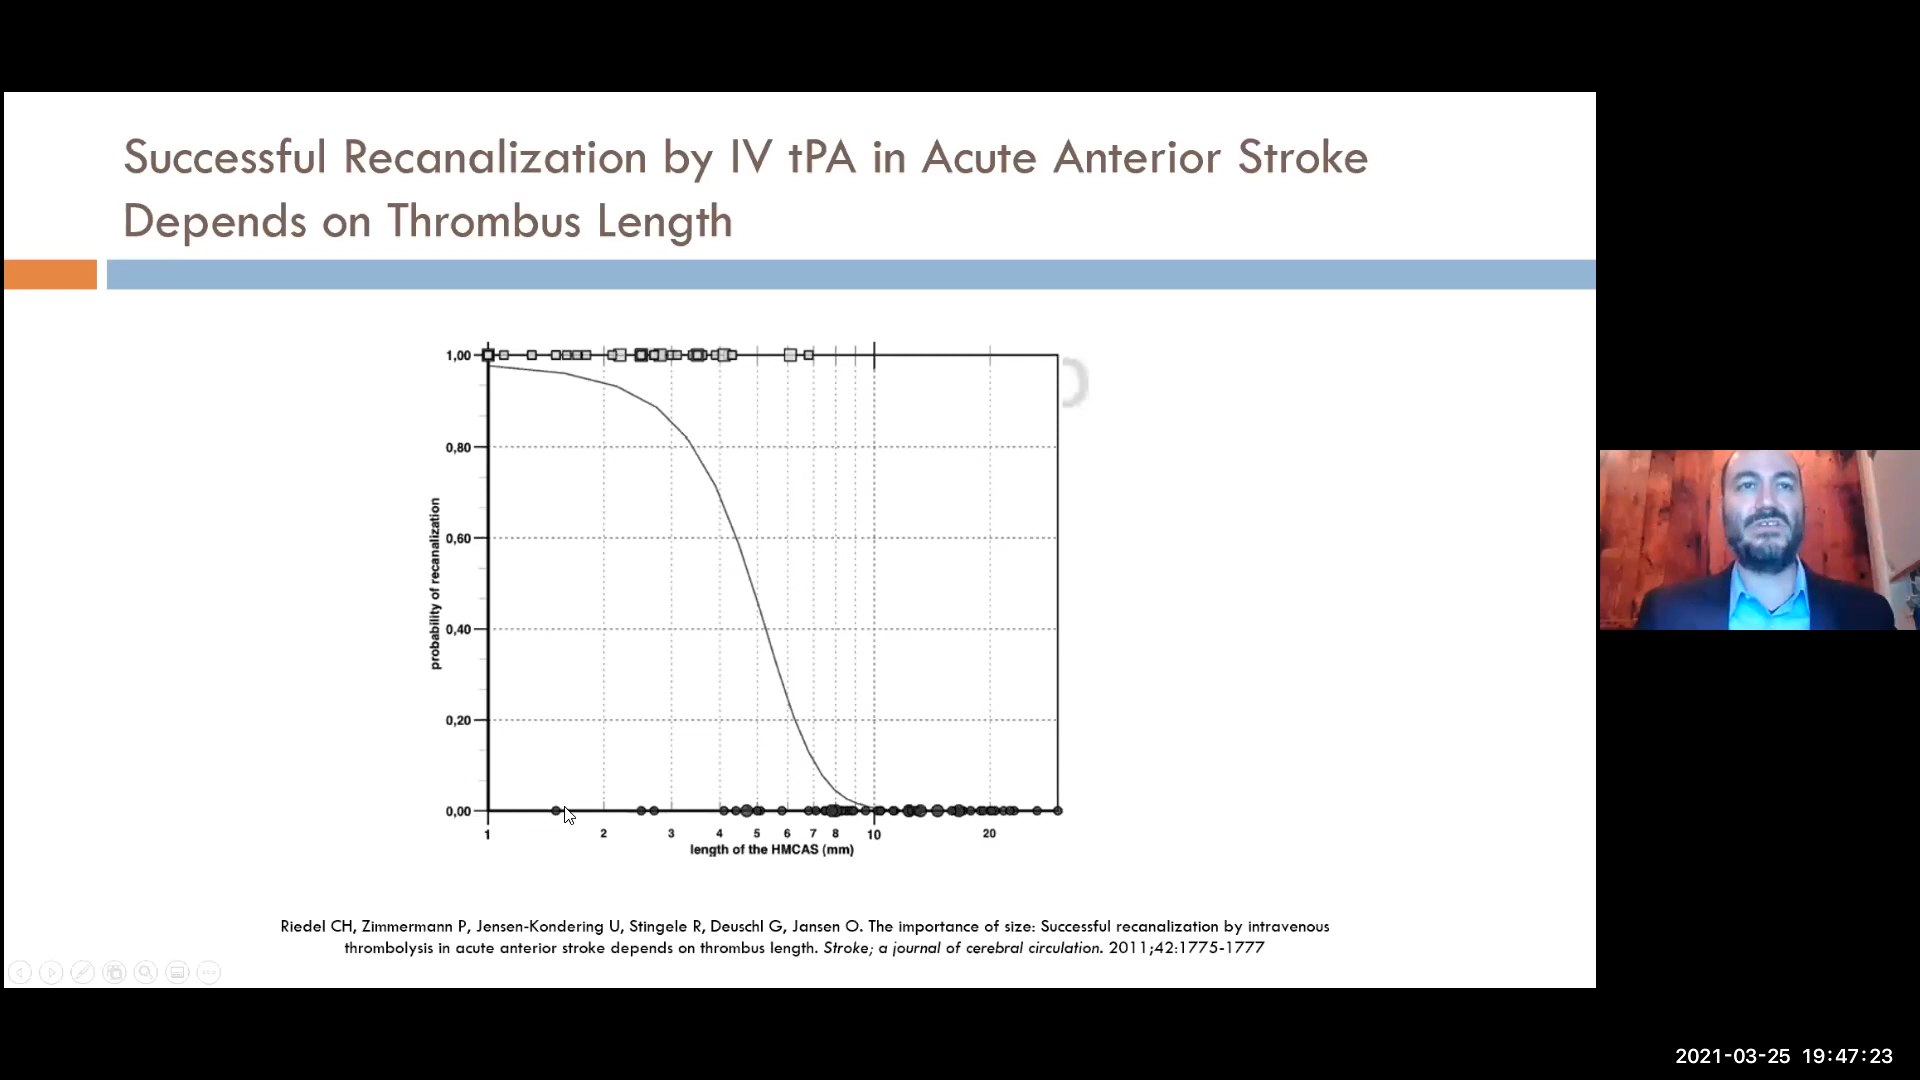 Successful Recanalization by IV tPA in Acute Anterior Stroke
Depends on Thrombus Length
1,00
0,80
0,60
0,40
0,20
0,00
probability of recanalization
1 2 3 4 5 6 7 8 10 20
length of the HMCAS (mm)
Riedel CH, Zimmermann P, Jensen-Kondering U, Stingele R, Deuschl G, Jansen O. The importance of size: Successful recanalization by intravenous
thrombolysis in acute anterior stroke depends on thrombus length. Stroke; a journal of cerebral circulation. 2011;42:1775-1777
2021-03-25 19:47:23